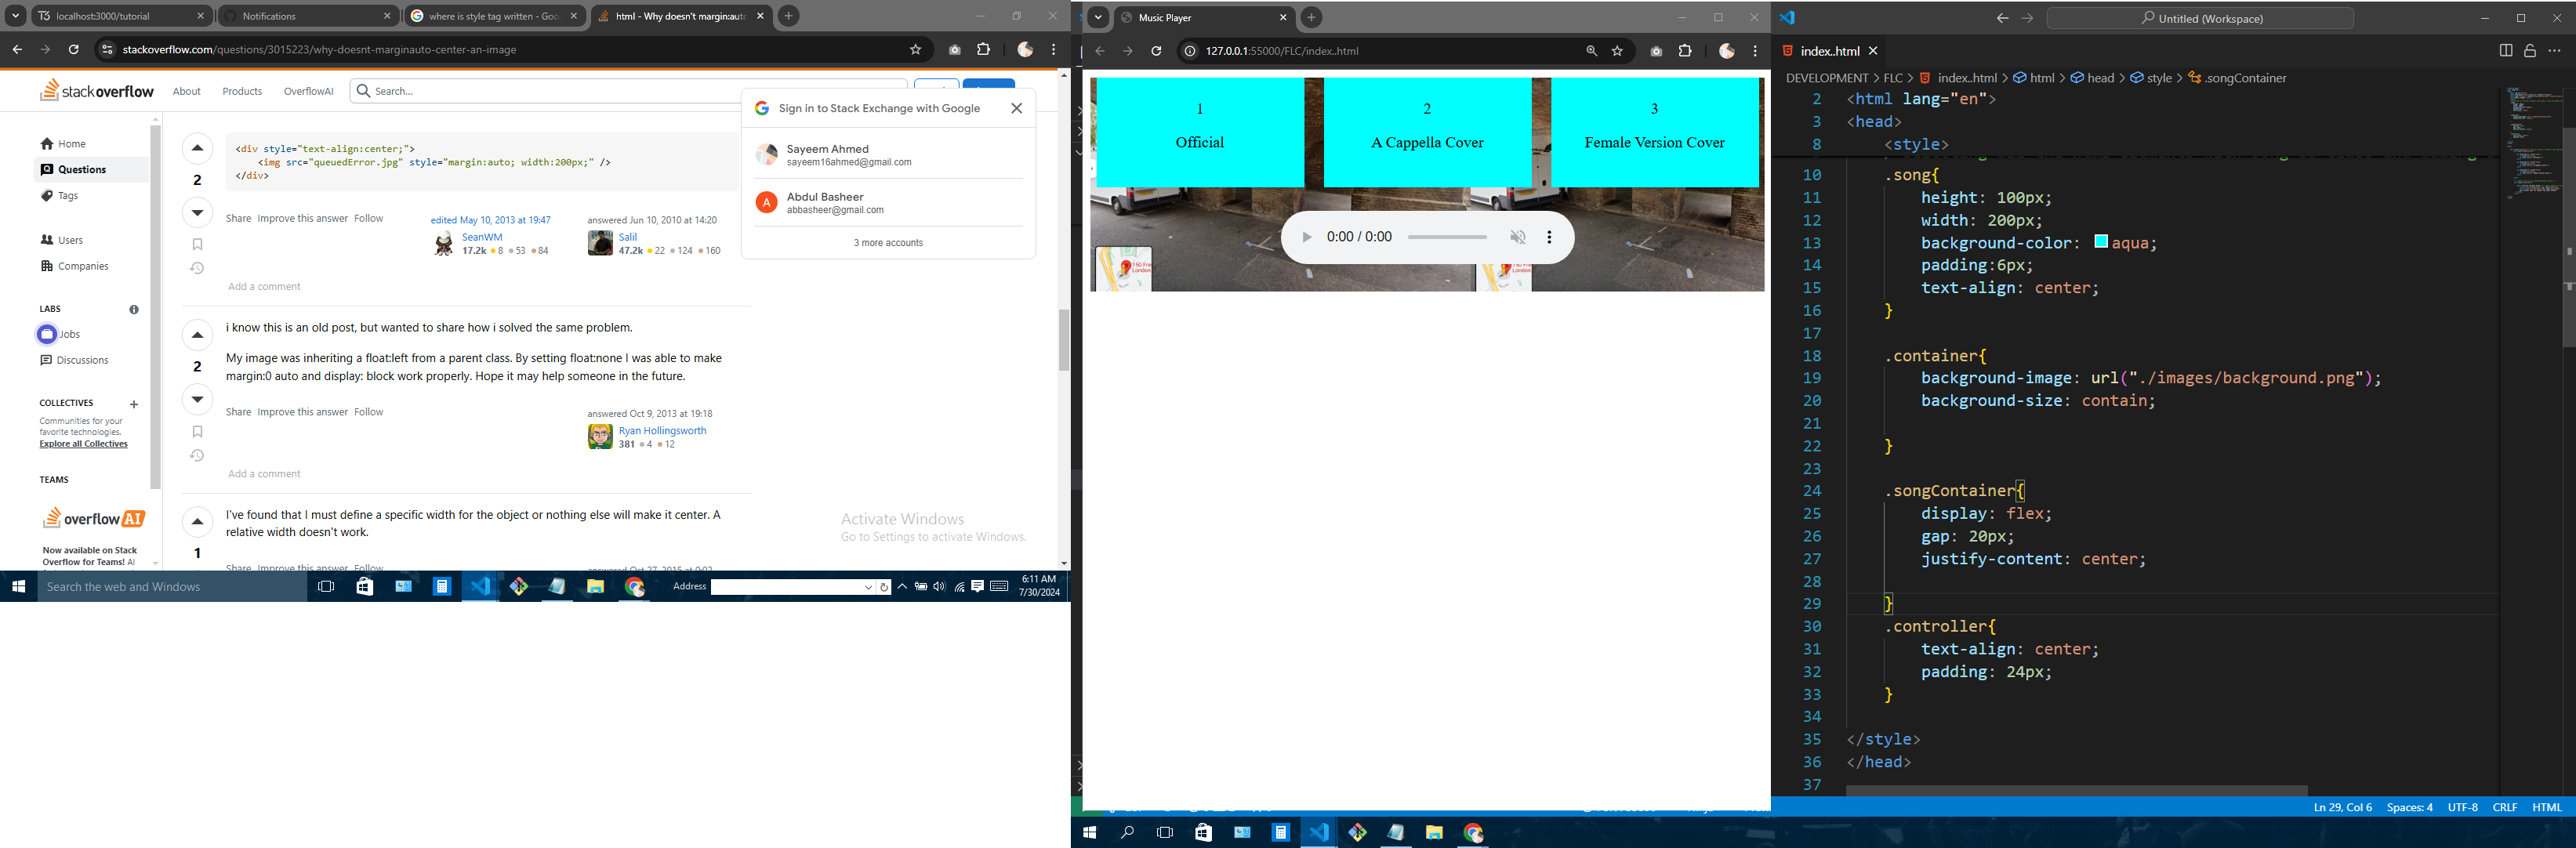 localhost:3000/tutorial
Notifications
where is style tag written - Goo
html - Why doesn't margin:auto
stackoverflow.com/questions/3015223/why-doesnt-marginauto-center-an-image
stackoverflow
About
Products
OverflowAI
Search...
Home
Questions
Tags
Users
Companies
LABS
Jobs
Discussions
COLLECTIVES
Communities for your
favorite technologies.
Explore all Collectives
TEAMS
overflow AI
Now available on Stack
Overflow for Teams! AI
2
<div style="text-align:center;">
<img src="queuedError.jpg" style="margin:auto; width:200px;" />
</div>
Share Improve this answer Follow
edited May 10, 2013 at 19:47
SeanWM
17.2k 8 53 84
answered Jun 10, 2010 at 14:20
Salil
47.2k 22 124 160
Add a comment
2
i know this is an old post, but wanted to share how i solved the same problem.
My image was inheriting a float:left from a parent class. By setting float:none I was able to make
margin:0 auto and display: block work properly. Hope it may help someone in the future.
Share Improve this answer Follow
answered Oct 9, 2013 at 19:18
Ryan Hollingsworth
381 4 12
Add a comment
1
I've found that I must define a specific width for the object or nothing else will make it center. A
relative width doesn't work.
Share Improve this answer Follow
answered Oct 27, 2015 at 0:02
Sign in to Stack Exchange with Google
Sayeem Ahmed
sayeem16ahmed@gmail.com
A
Abdul Basheer
abbasheer@gmail.com
3 more accounts
Activate Windows
Go to Settings to activate Windows.
Search the web and Windows
Address
6:11 AM
7/30/2024
Music Player
127.0.0.1:55000/FLC/index..html
1
Official
2
A Cappella Cover
3
Female Version Cover
0:00 / 0:00
150 Fre
London
150 Fre
London
Untitled (Workspace)
index..html
DEVELOPMENT > FLC > index..html > html > head > style > .songContainer
2 <html lang="en">
3 <head>
8 <style>
10 .song{
11 height: 100px;
12 width: 200px;
13 background-color: aqua;
14 padding:6px;
15 text-align: center;
16 }
17
18 .container{
19 background-image: url("./images/background.png");
20 background-size: contain;
21
22 }
23
24 .songContainer{
25 display: flex;
26 gap: 20px;
27 justify-content: center;
28
29 }
30 .controller{
31 text-align: center;
32 padding: 24px;
33 }
34
35 </style>
36 </head>
37
Ln 29, Col 6 Spaces: 4 UTF-8 CRLF HTML